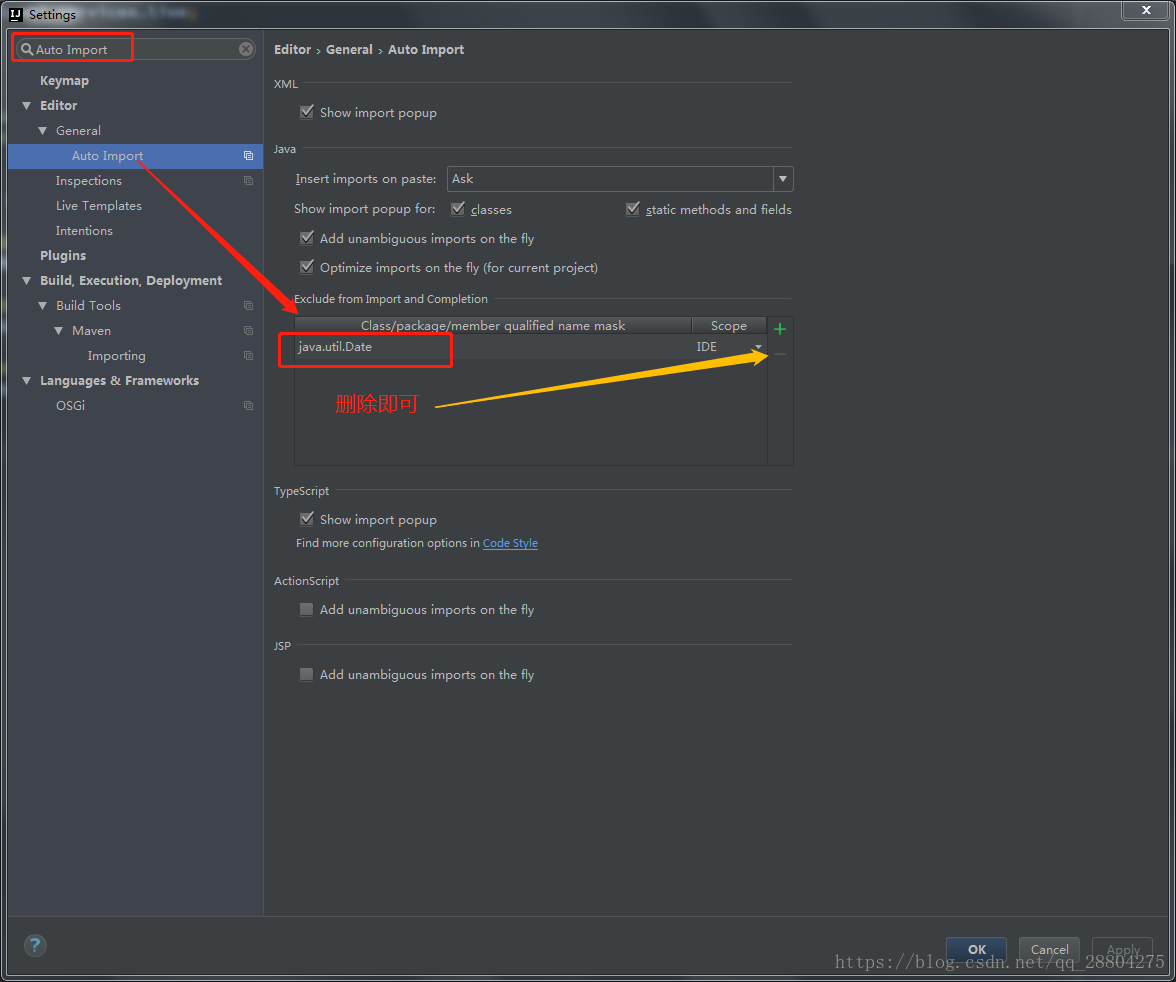 Settings
Auto Import
Keymap
Editor
General
Auto Import
Inspections
Live Templates
Intentions
Plugins
Build, Execution, Deployment
Build Tools
Maven
Importing
Languages & Frameworks
OSGi
Editor › General › Auto Import
XML
Show import popup
Java
Insert imports on paste: Ask
Show import popup for: classes static methods and fields
Add unambiguous imports on the fly
Optimize imports on the fly (for current project)
Exclude from Import and Completion
Class/package/member qualified name mask Scope
java.util.Date IDE
删除即可
TypeScript
Show import popup
Find more configuration options in Code Style
ActionScript
Add unambiguous imports on the fly
JSP
Add unambiguous imports on the fly
?
OK Cancel Apply
https://blog.csdn.net/qq_28804275